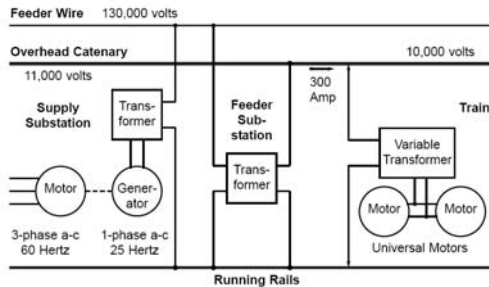 Feeder Wire 130,000 volts
Overhead Catenary 10,000 volts
11,000 volts
300
Amp
Supply
Substation
Trans-
former
Feeder
Sub-
station
Train
Variable
Transformer
Trans-
former
Motor
Gener-
ator
Motor
Motor
3-phase a-c
60 Hertz
1-phase a-c
25 Hertz
Universal Motors
Running Rails